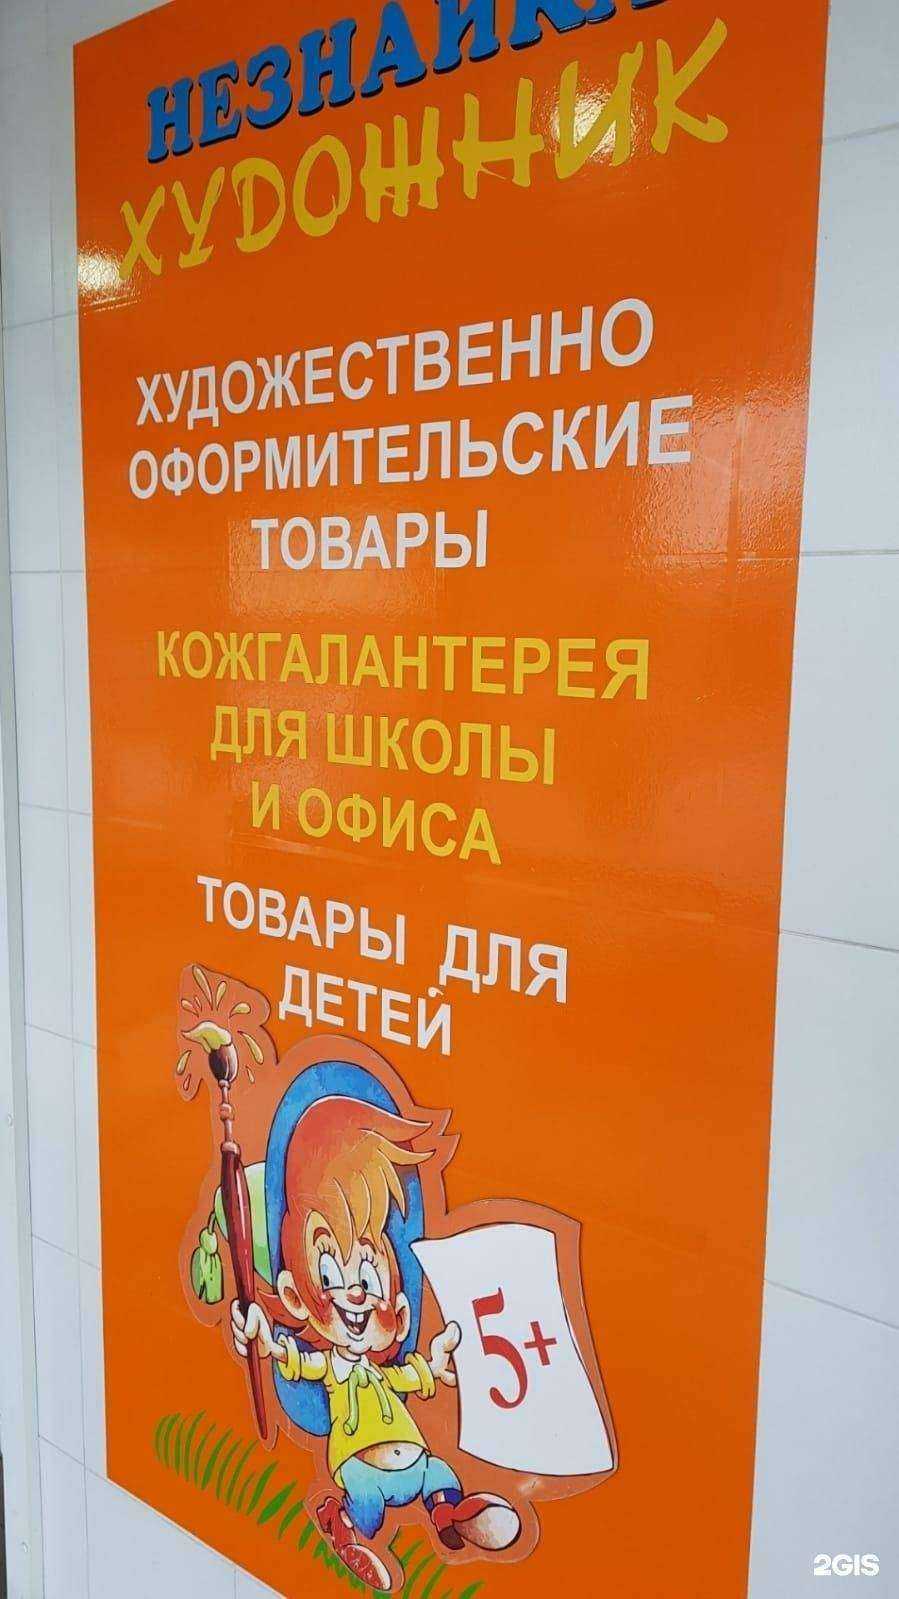 НЕЗНАЙКА
ХУДОЖНИК
ХУДОЖЕСТВЕННО
ОФОРМИТЕЛЬСКИЕ
ТОВАРЫ
КОЖГАЛАНТЕРЕЯ
ДЛЯ ШКОЛЫ
И ОФИСА
ТОВАРЫ ДЛЯ
ДЕТЕЙ
5+
2GIS